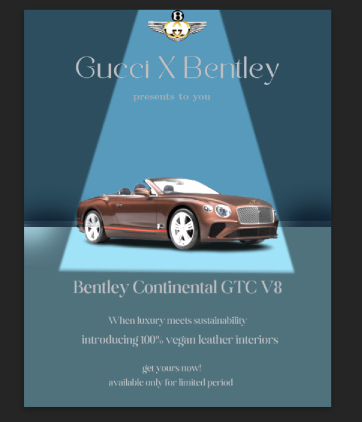 B
Gucci X Bentley
presents to you
Bentley Continental GTC V8
When luxury meets sustainability
introducing 100% vegan leather interiors
get yours now!
available only for limited period